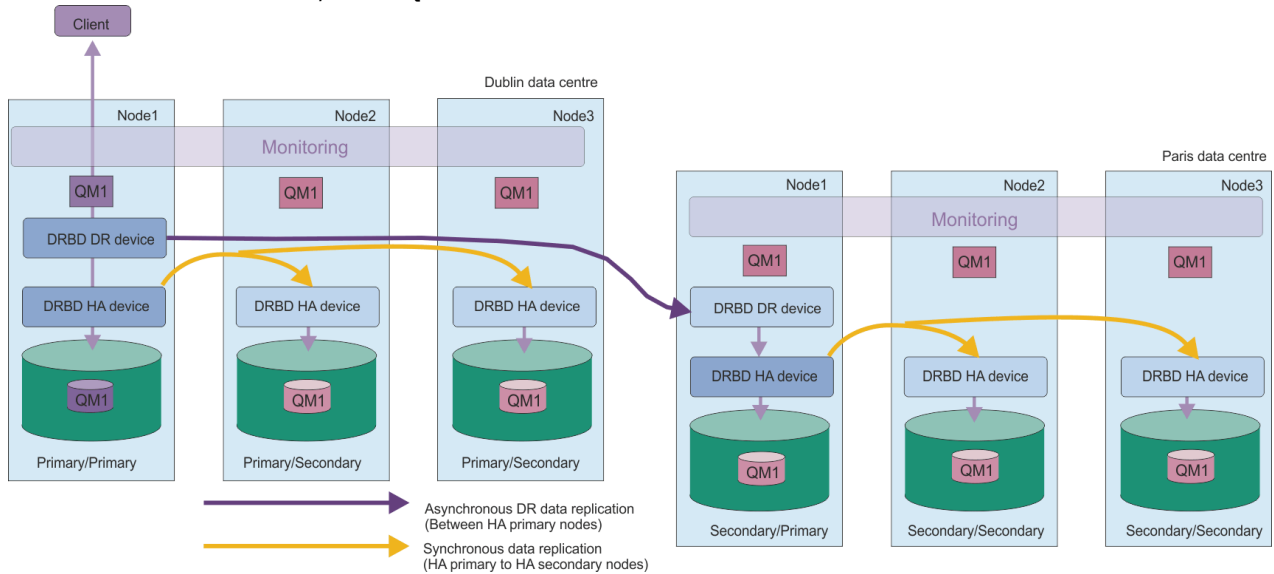 Client
Dublin data centre
Node1
Node2
Node3
Monitoring
QM1
QM1
QM1
DRBD DR device
DRBD HA device
DRBD HA device
DRBD HA device
QM1
QM1
QM1
Primary/Primary
Primary/Secondary
Primary/Secondary
Paris data centre
Node1
Node2
Node3
Monitoring
QM1
QM1
QM1
DRBD DR device
DRBD HA device
DRBD HA device
DRBD HA device
QM1
QM1
QM1
Secondary/Primary
Secondary/Secondary
Secondary/Secondary
Asynchronous DR data replication
(Between HA primary nodes)
Synchronous data replication
(HA primary to HA secondary nodes)